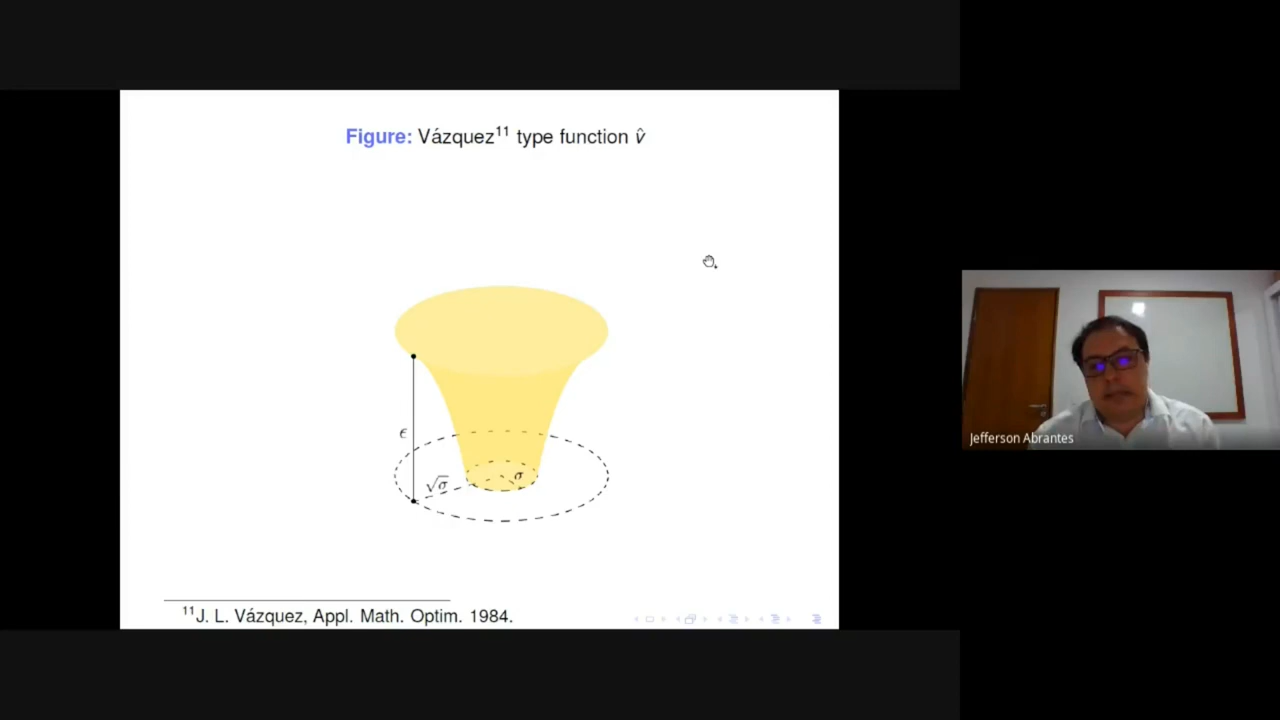 Figure: Vázquez¹¹ type function v̂
ϵ
√σ
σ
¹¹J. L. Vázquez, Appl. Math. Optim. 1984.
Jefferson Abrantes